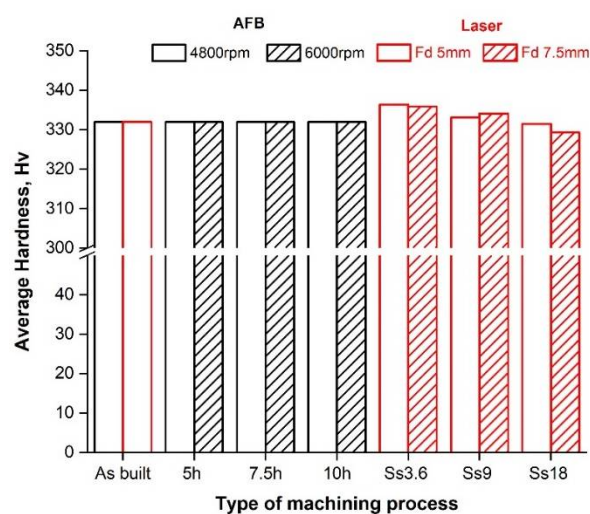 AFB Laser
4800rpm 6000rpm Fd 5mm Fd 7.5mm
350
340
330
320
310
300
40
30
20
10
0
Average Hardness, Hv
As built 5h 7.5h 10h Ss3.6 Ss9 Ss18
Type of machining process